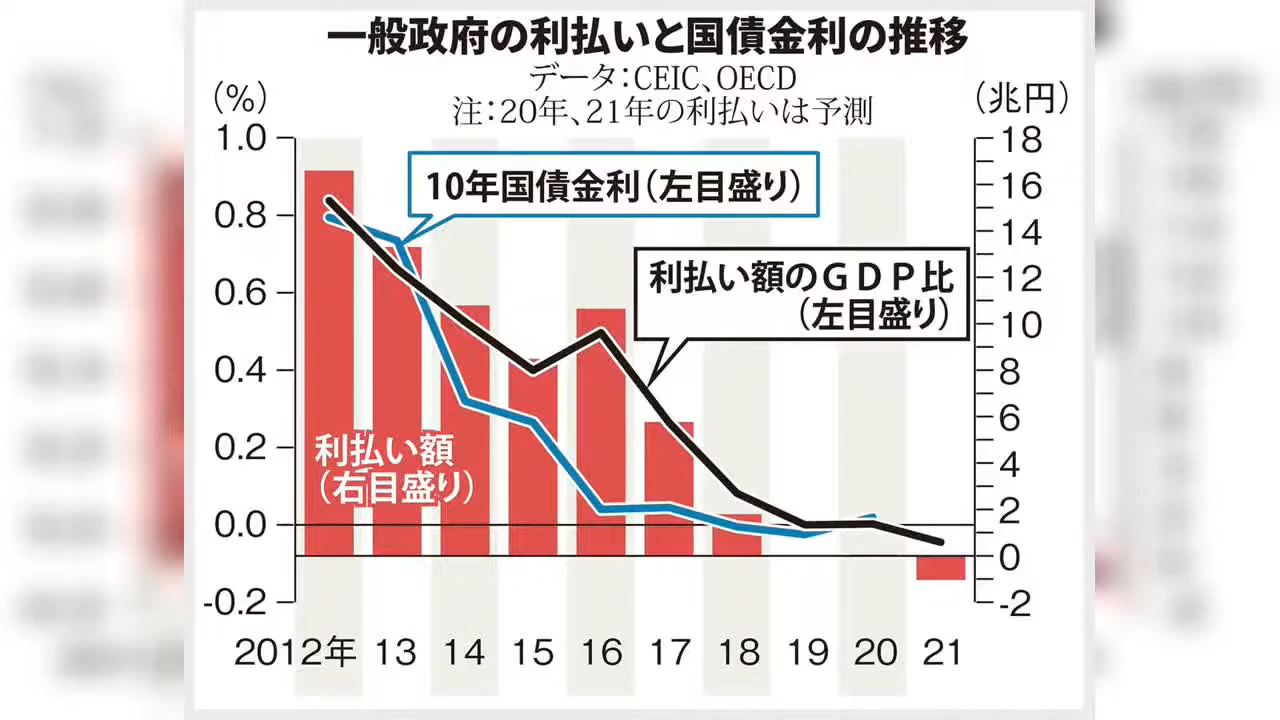 一般政府の利払いと国債金利の推移
データ：CEIC、OECD
注：20年、21年の利払いは予測
(%)
(兆円)
1.0
0.8
0.6
0.4
0.2
0.0
-0.2
18
16
14
12
10
8
6
4
2
0
-2
10年国債金利（左目盛り）
利払い額のＧＤＰ比
（左目盛り）
利払い額
（右目盛り）
2012年 13 14 15 16 17 18 19 20 21